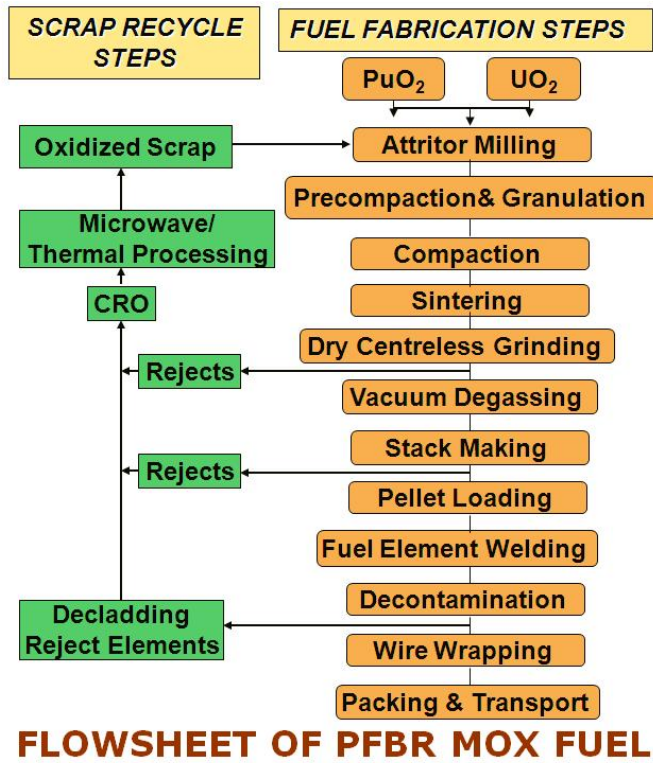 SCRAP RECYCLE
STEPS
FUEL FABRICATION STEPS
PuO₂
UO₂
Oxidized Scrap
Attritor Milling
Precompaction& Granulation
Microwave/
Thermal Processing
Compaction
CRO
Sintering
Dry Centreless Grinding
Rejects
Vacuum Degassing
Stack Making
Rejects
Pellet Loading
Fuel Element Welding
Decontamination
Decladding
Reject Elements
Wire Wrapping
Packing & Transport
FLOWSHEET OF PFBR MOX FUEL